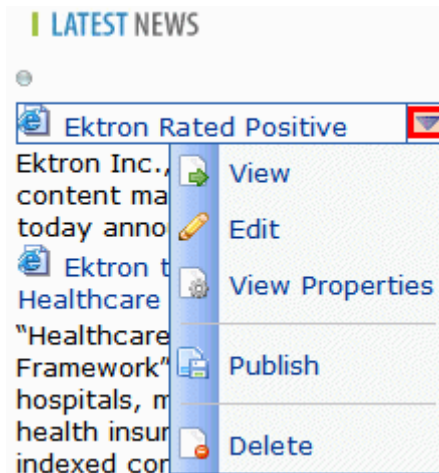 LATEST NEWS
Ektron Rated Positive
Ektron Inc.,
content ma
today anno
Ektron t
Healthcare
"Healthcare
Framework"
hospitals, m
health insur
indexed cor
View
Edit
View Properties
Publish
Delete